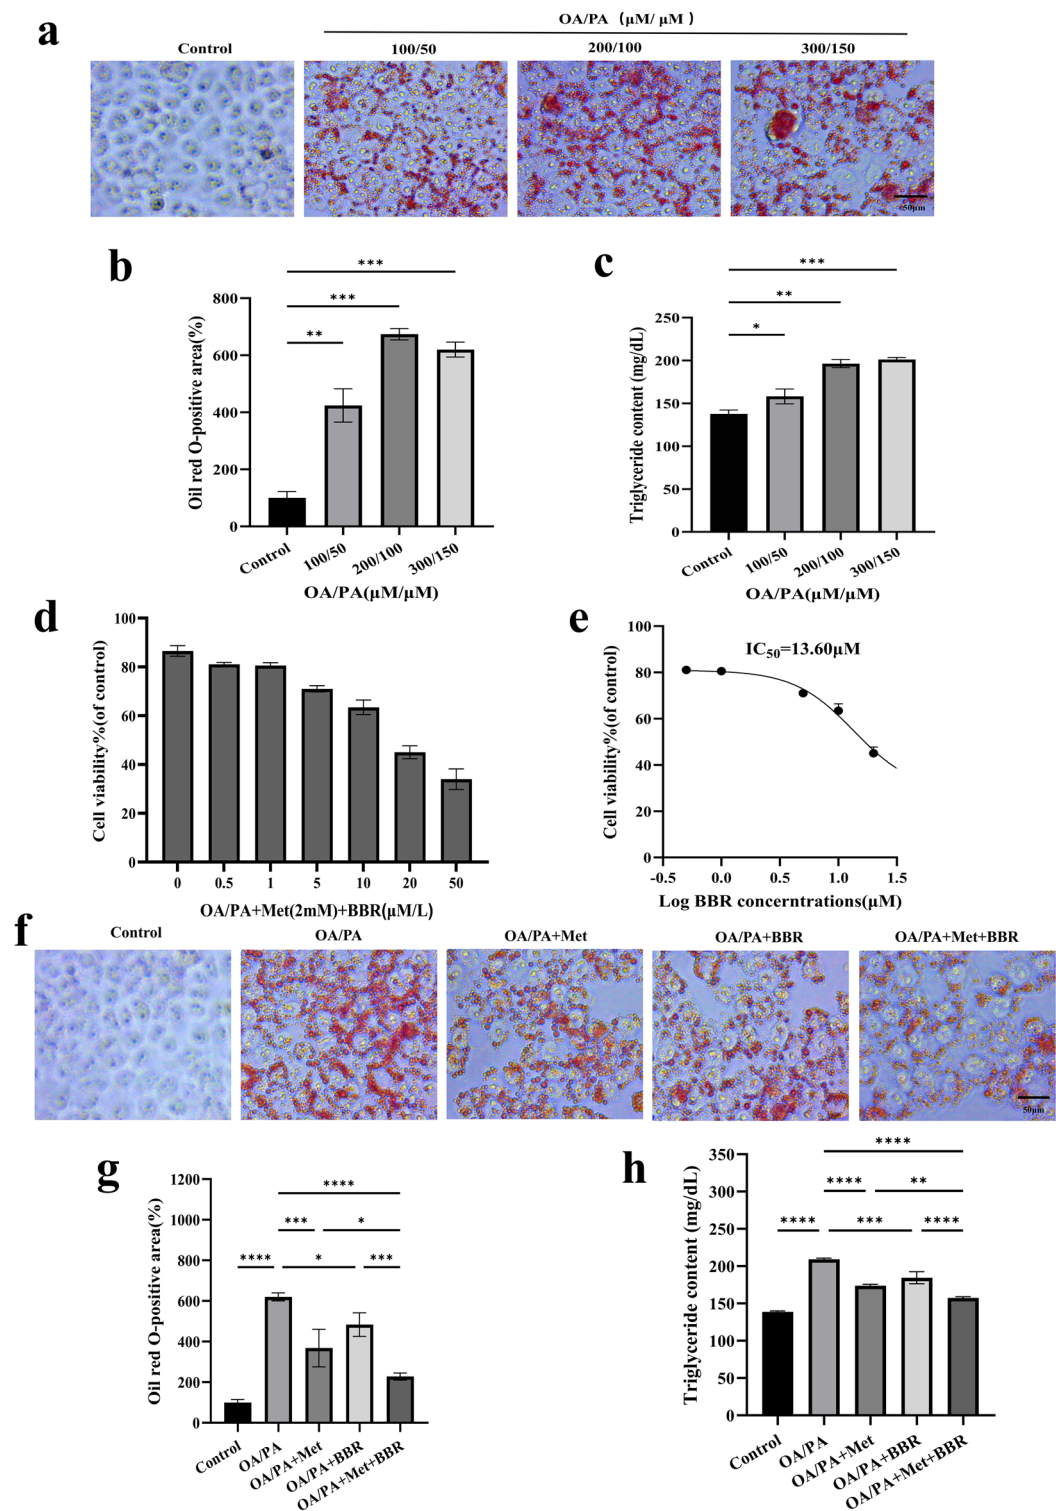 a
OA/PA (μM/ μM )
Control
100/50
200/100
300/150
50μm
b
***
***
**
Oil red O-positive area(%)
800
600
400
200
0
Control
100/50
200/100
300/150
OA/PA(μM/μM)
c
***
**
*
Triglyceride content (mg/dL)
250
200
150
100
50
0
Control
100/50
200/100
300/150
OA/PA(μM/μM)
d
Cell viability%(of control)
100
80
60
40
20
0
0 0.5 1 5 10 20 50
OA/PA+Met(2mM)+BBR(μM/L)
e
IC50=13.60μM
Cell viability%(of control)
100
80
60
40
20
0
-0.5 0.0 0.5 1.0 1.5
Log BBR concerntrations(μM)
f
Control
OA/PA
OA/PA+Met
OA/PA+BBR
OA/PA+Met+BBR
50μm
g
****
*** *
**** * ***
Oil red O-positive area(%)
1200
1000
800
600
400
200
0
Control
OA/PA
OA/PA+Met
OA/PA+BBR
OA/PA+Met+BBR
h
****
**** **
**** *** ****
Triglyceride content (mg/dL)
350
300
250
200
150
100
50
0
Control
OA/PA
OA/PA+Met
OA/PA+BBR
OA/PA+Met+BBR